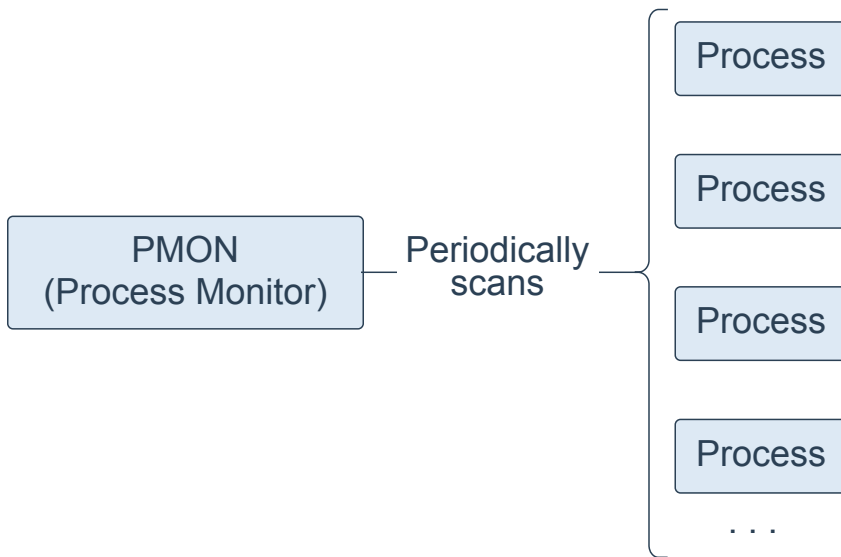 Process
Process
PMON
(Process Monitor)
Periodically
scans
Process
Process
. . .